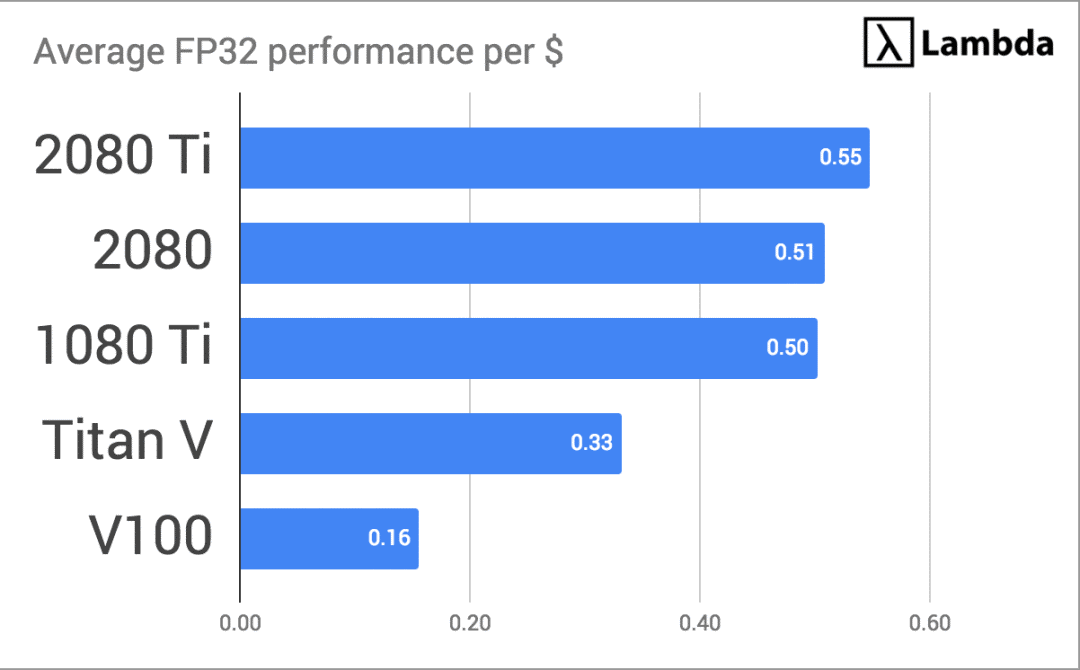 Average FP32 performance per $
λ Lambda
2080 Ti
0.55
2080
0.51
1080 Ti
0.50
Titan V
0.33
V100
0.16
0.00 0.20 0.40 0.60